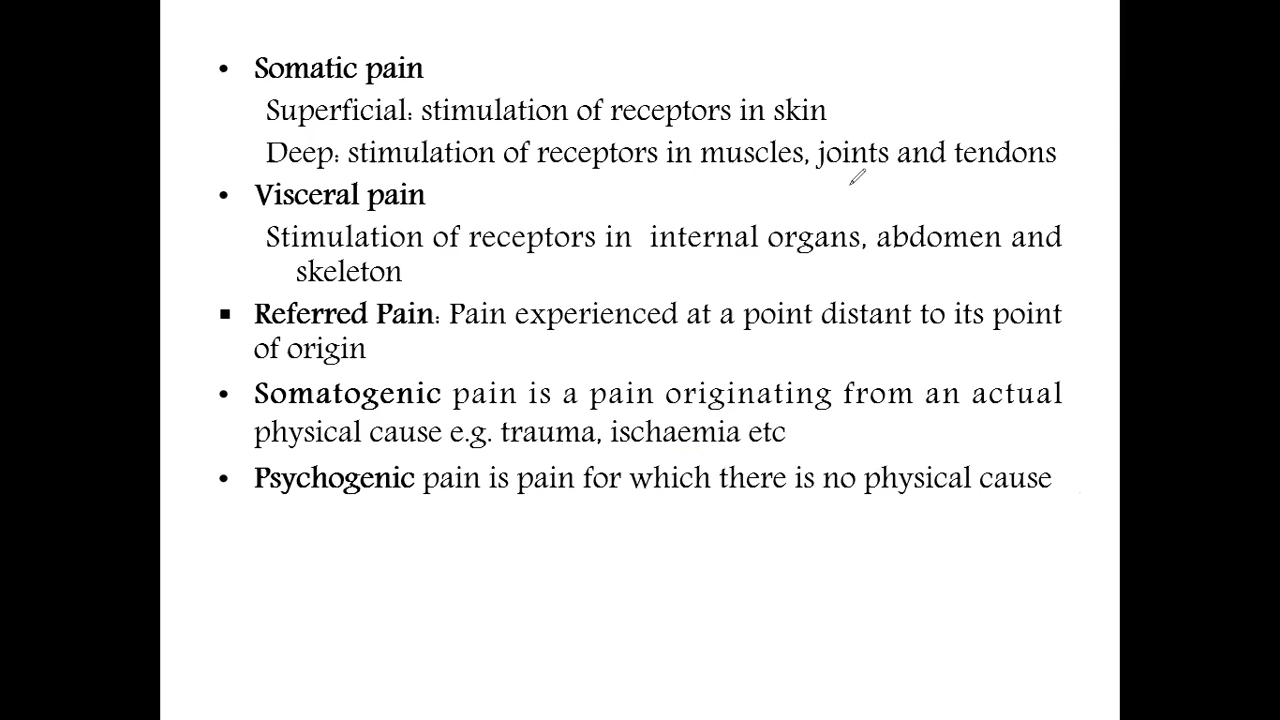 • Somatic pain
Superficial: stimulation of receptors in skin
Deep: stimulation of receptors in muscles, joints and tendons
• Visceral pain
Stimulation of receptors in internal organs, abdomen and
skeleton
▪ Referred Pain: Pain experienced at a point distant to its point
of origin
• Somatogenic pain is a pain originating from an actual
physical cause e.g. trauma, ischaemia etc
• Psychogenic pain is pain for which there is no physical cause